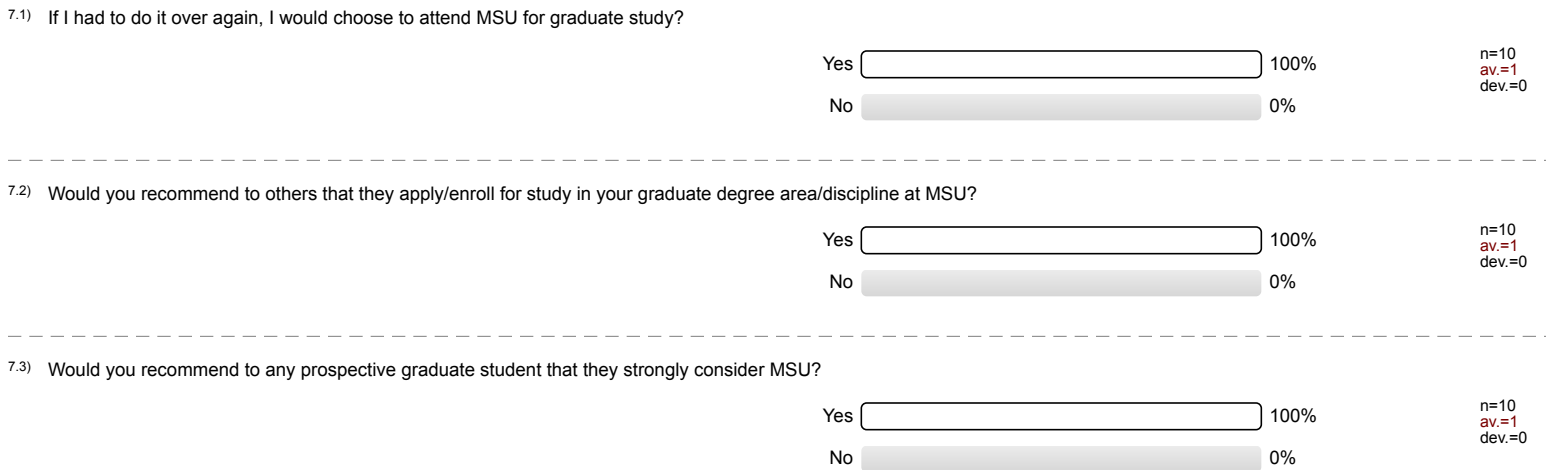 7.1) If I had to do it over again, I would choose to attend MSU for graduate study?
Yes 100%
No 0%
n=10
av.=1
dev.=0
7.2) Would you recommend to others that they apply/enroll for study in your graduate degree area/discipline at MSU?
Yes 100%
No 0%
n=10
av.=1
dev.=0
7.3) Would you recommend to any prospective graduate student that they strongly consider MSU?
Yes 100%
No 0%
n=10
av.=1
dev.=0